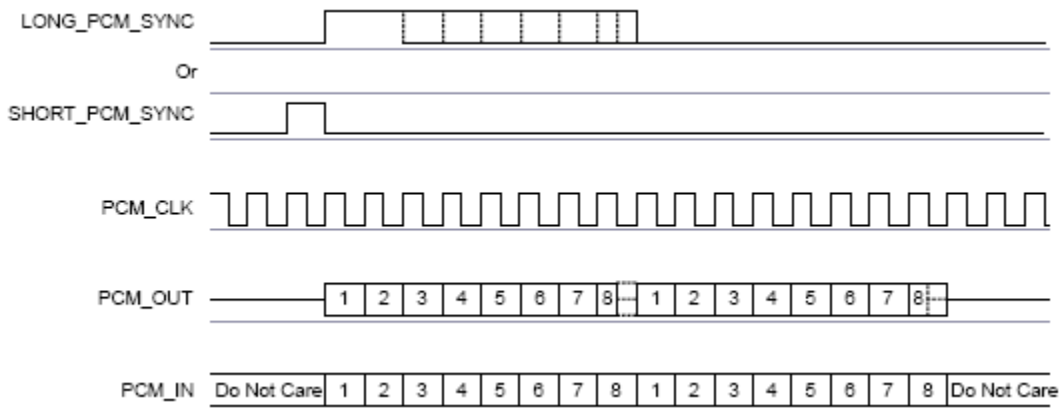 LONG_PCM_SYNC
Or
SHORT_PCM_SYNC
PCM_CLK
PCM_OUT 1 2 3 4 5 6 7 8 1 2 3 4 5 6 7 8
PCM_IN Do Not Care 1 2 3 4 5 6 7 8 1 2 3 4 5 6 7 8 Do Not Care